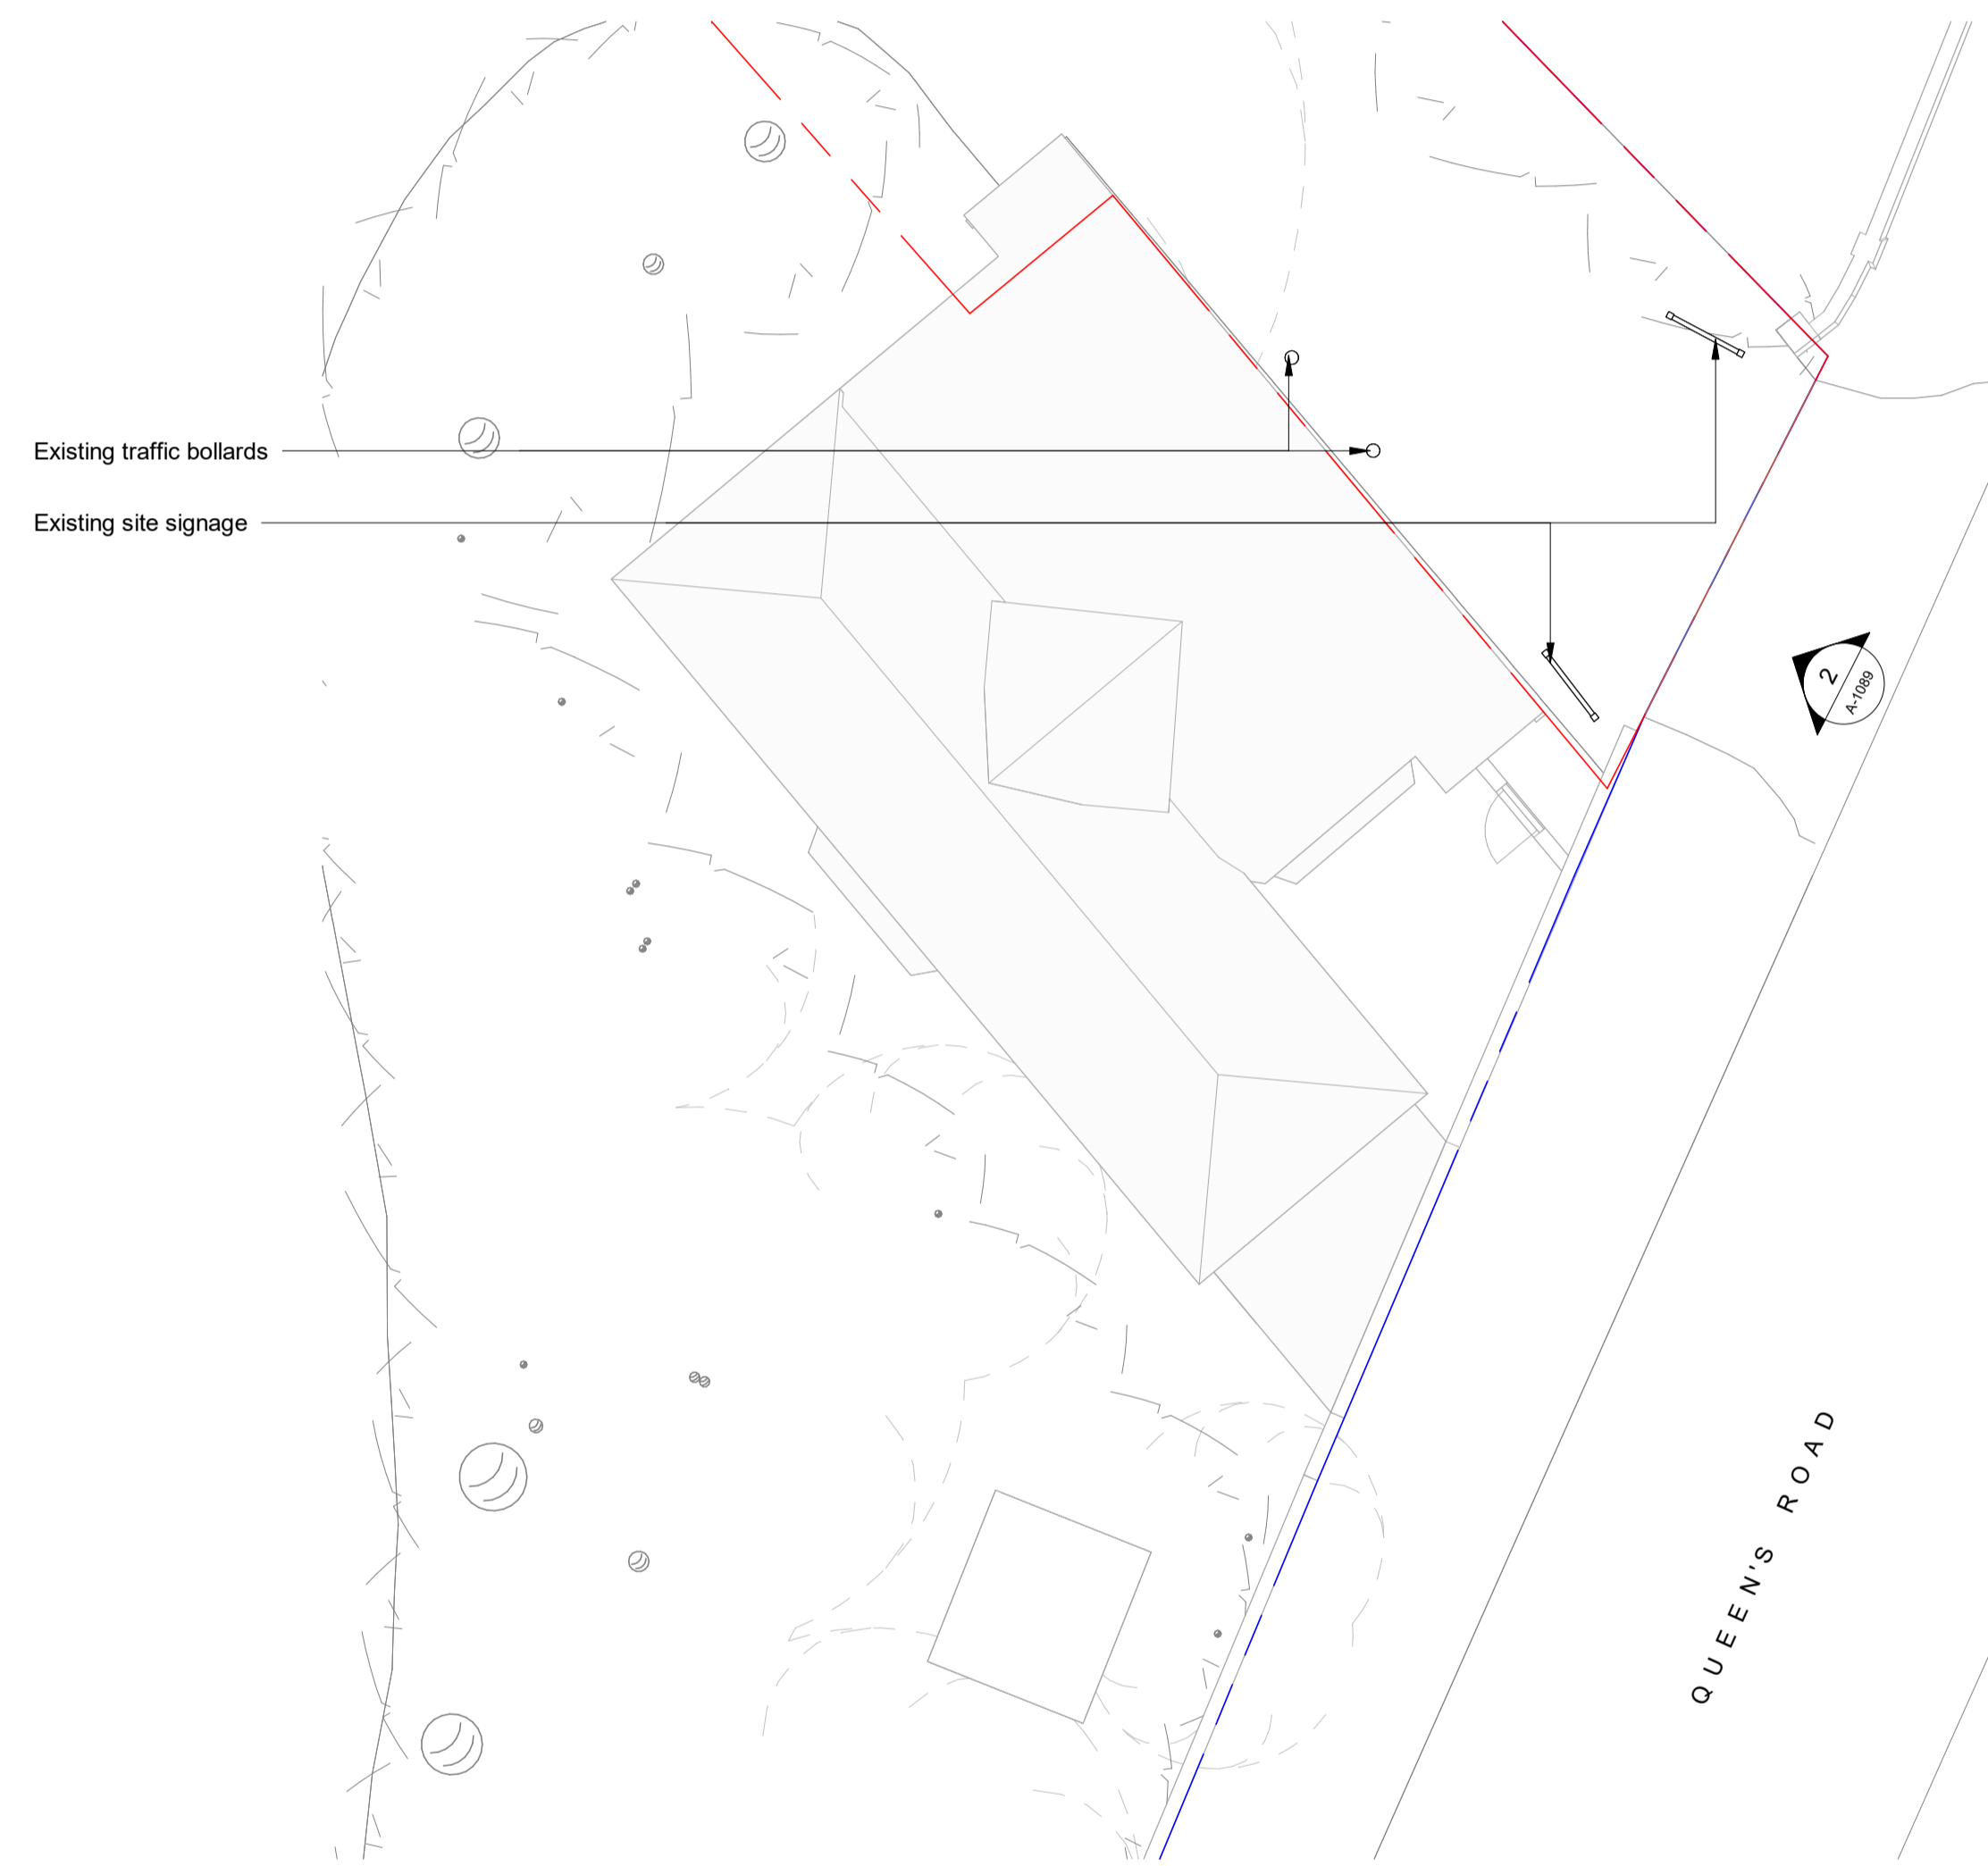 Existing traffic bollards
Existing site signage
2
A-1089
QUEEN'S ROAD